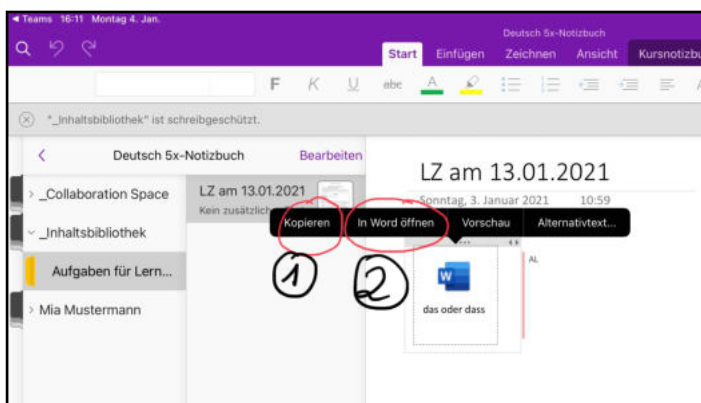 Teams 16:11 Montag 4. Jan.
Deutsch 5x-Notizbuch
Start Einfügen Zeichnen Ansicht Kursnotizbu
F K U abc A
"_Inhaltsbibliothek" ist schreibgeschützt.
Deutsch 5x-Notizbuch Bearbeiten
_Collaboration Space
_Inhaltsbibliothek
Aufgaben für Lern...
Mia Mustermann
LZ am 13.01.2021
Kein zusätzlich
LZ am 13.01.2021
Sonntag, 3. Januar 2021 10:59
Kopieren In Word öffnen Vorschau Alternativtext...
1 2
W
das oder dass
AL